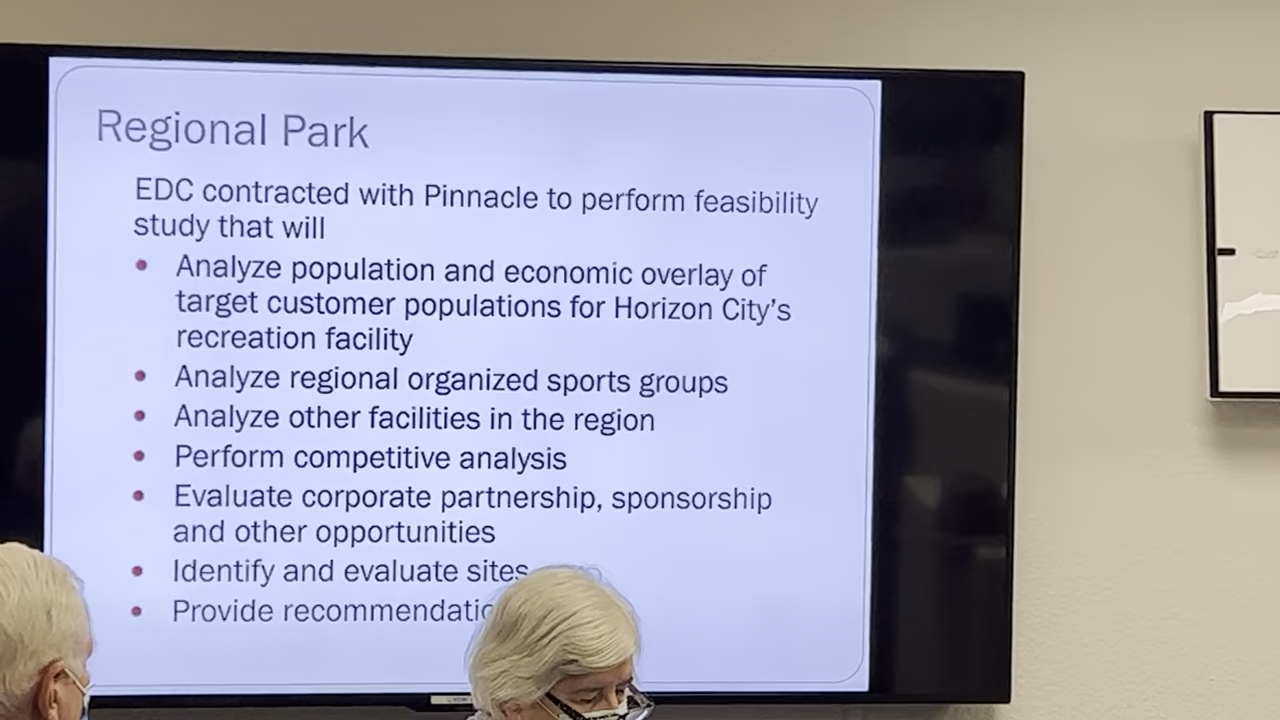 Regional Park
EDC contracted with Pinnacle to perform feasibility
study that will
• Analyze population and economic overlay of
target customer populations for Horizon City's
recreation facility
• Analyze regional organized sports groups
• Analyze other facilities in the region
• Perform competitive analysis
• Evaluate corporate partnership, sponsorship
and other opportunities
• Identify and evaluate sites
• Provide